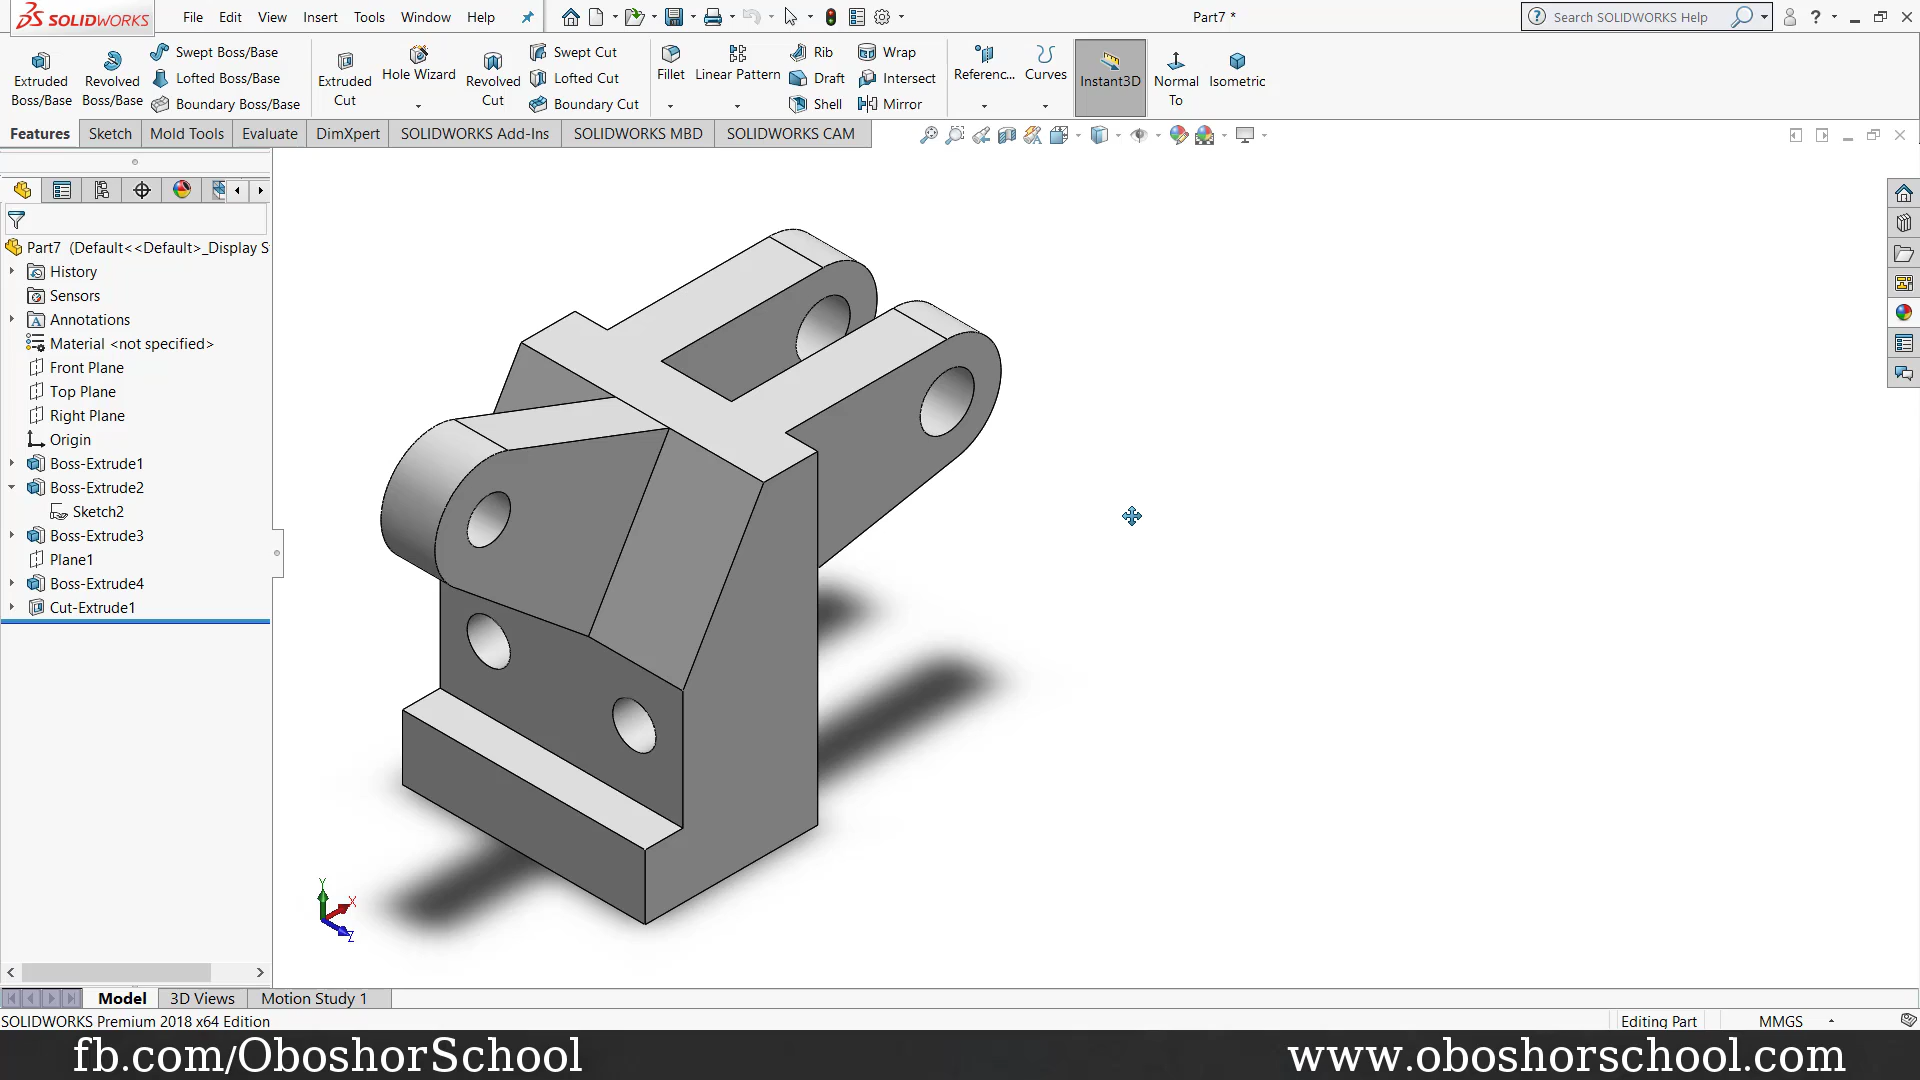 SOLIDWORKS File Edit View Insert Tools Window Help Part7 * Search SOLIDWORKS Help
Extruded Boss/Base
Revolved Boss/Base
Swept Boss/Base
Lofted Boss/Base
Boundary Boss/Base
Extruded Cut
Hole Wizard
Revolved Cut
Swept Cut
Lofted Cut
Boundary Cut
Fillet
Linear Pattern
Rib
Draft
Shell
Wrap
Intersect
Mirror
Referenc...
Curves
Instant3D
Normal To
Isometric
Features Sketch Mold Tools Evaluate DimXpert SOLIDWORKS Add-Ins SOLIDWORKS MBD SOLIDWORKS CAM
Part7 (Default<<Default>_Display S
History
Sensors
Annotations
Material <not specified>
Front Plane
Top Plane
Right Plane
Origin
Boss-Extrude1
Boss-Extrude2
Sketch2
Boss-Extrude3
Plane1
Boss-Extrude4
Cut-Extrude1
Y
X
Z
Model 3D Views Motion Study 1
SOLIDWORKS Premium 2018 x64 Edition Editing Part MMGS
fb.com/OboshorSchool www.oboshorschool.com